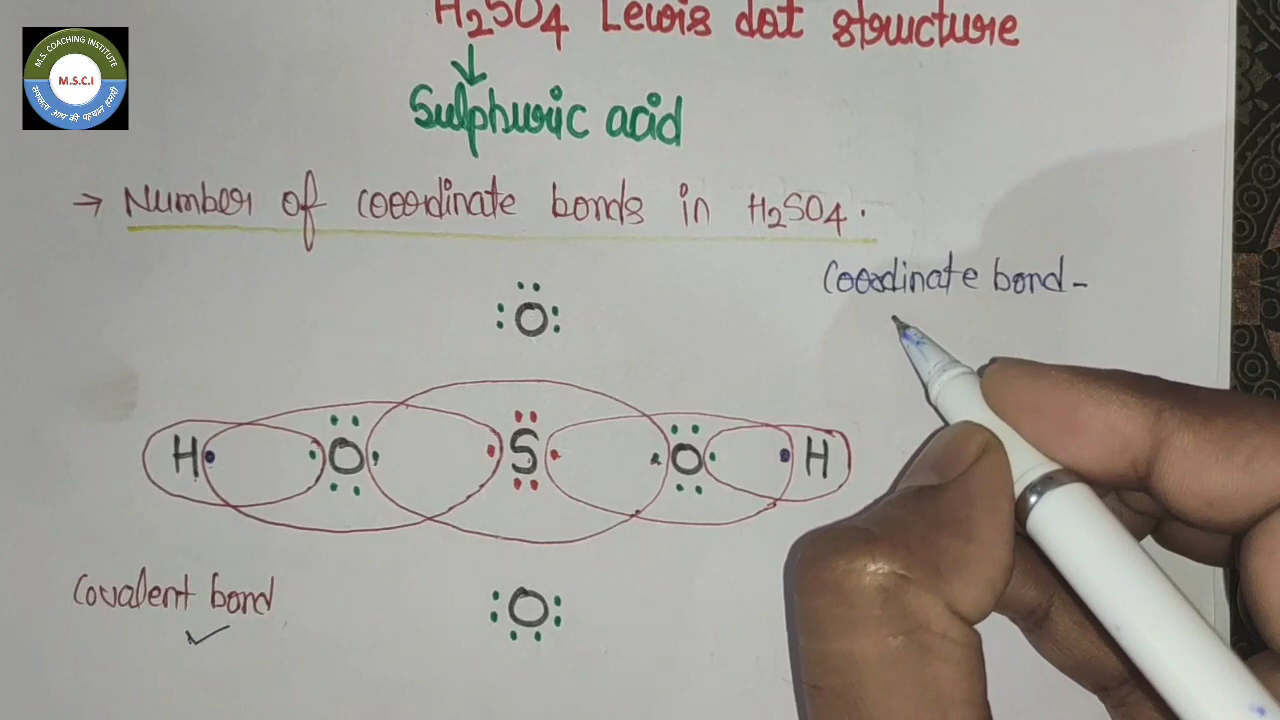 M.S. COACHING INSTITUTE
M.S.C.I
H2SO4 Lewis dot structure
Sulphuric acid
→ Number of coordinate bonds in H2SO4.
Coordinate bond-
O
H O S O H
Covalent bond
O